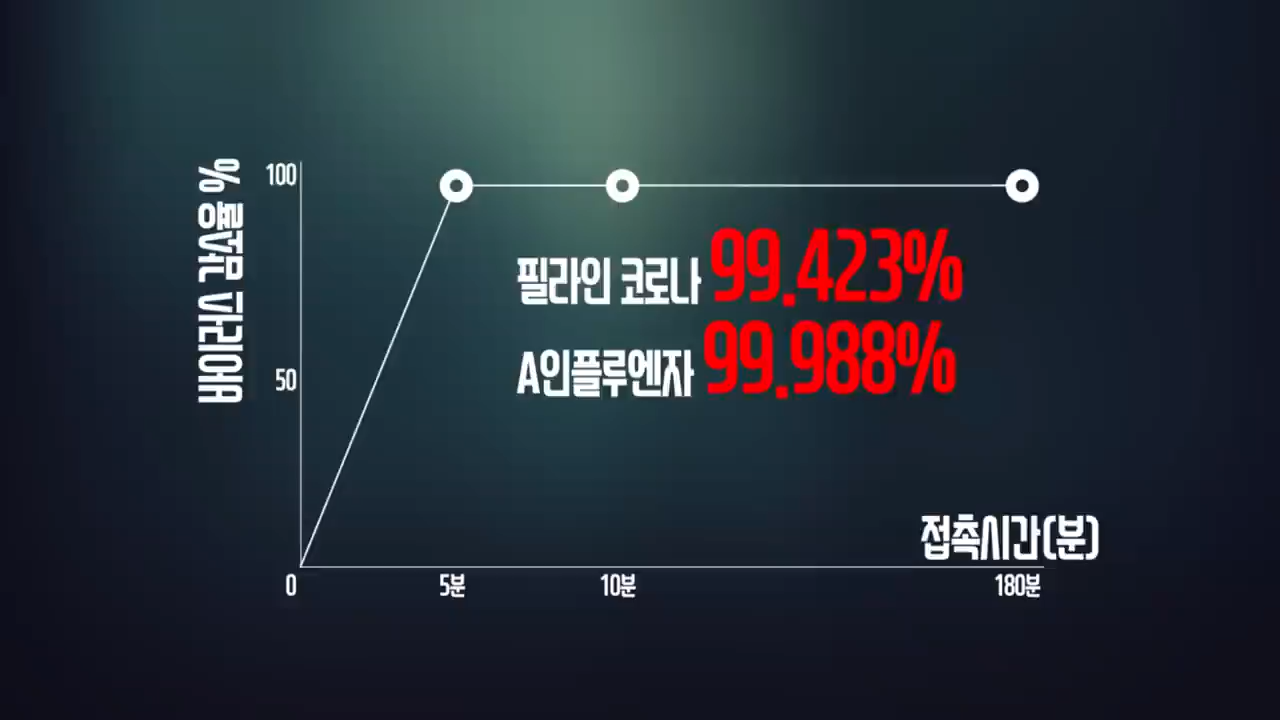 바이러스 감소율 %
100
50
0
5분
10분
180분
필라인 코로나 99.423%
A인플루엔자 99.988%
접촉시간(분)